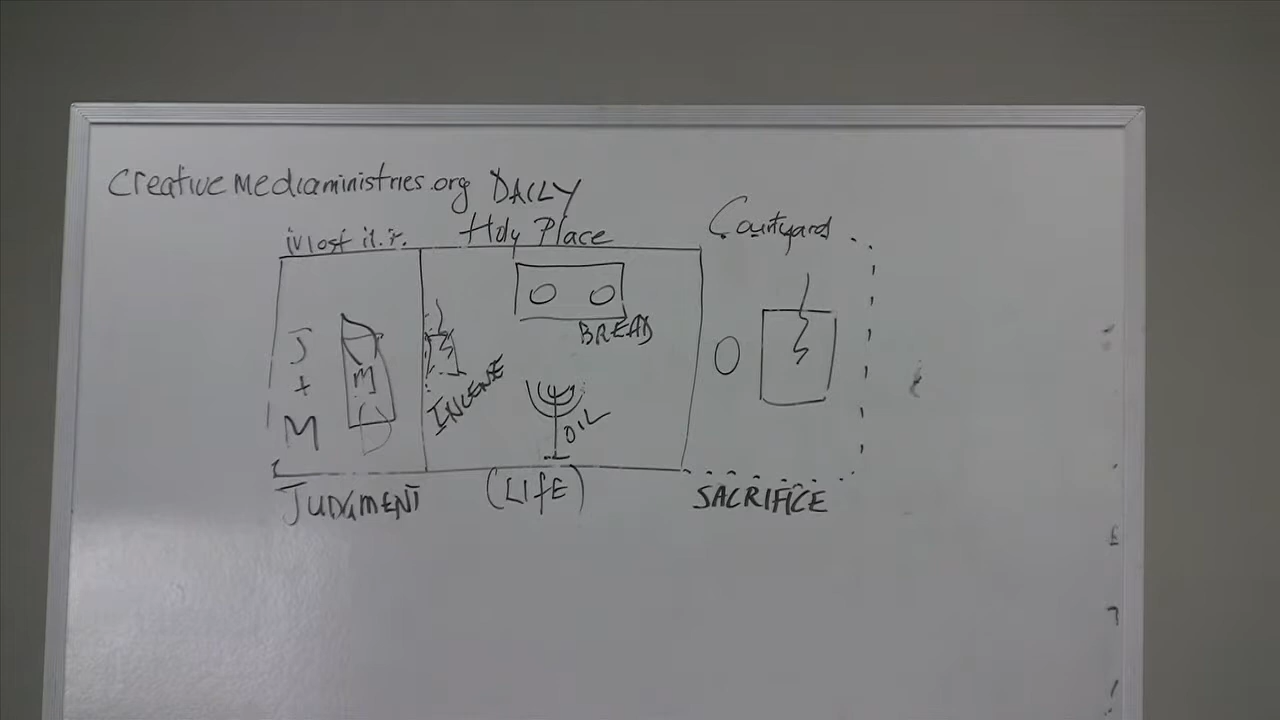 Creativemediaministries.org DAILY
Most H. P. Holy Place Courtyard
BREAD
J
+
M
M
INCENSE
OIL
JUDGMENT (LIFE) SACRIFICE